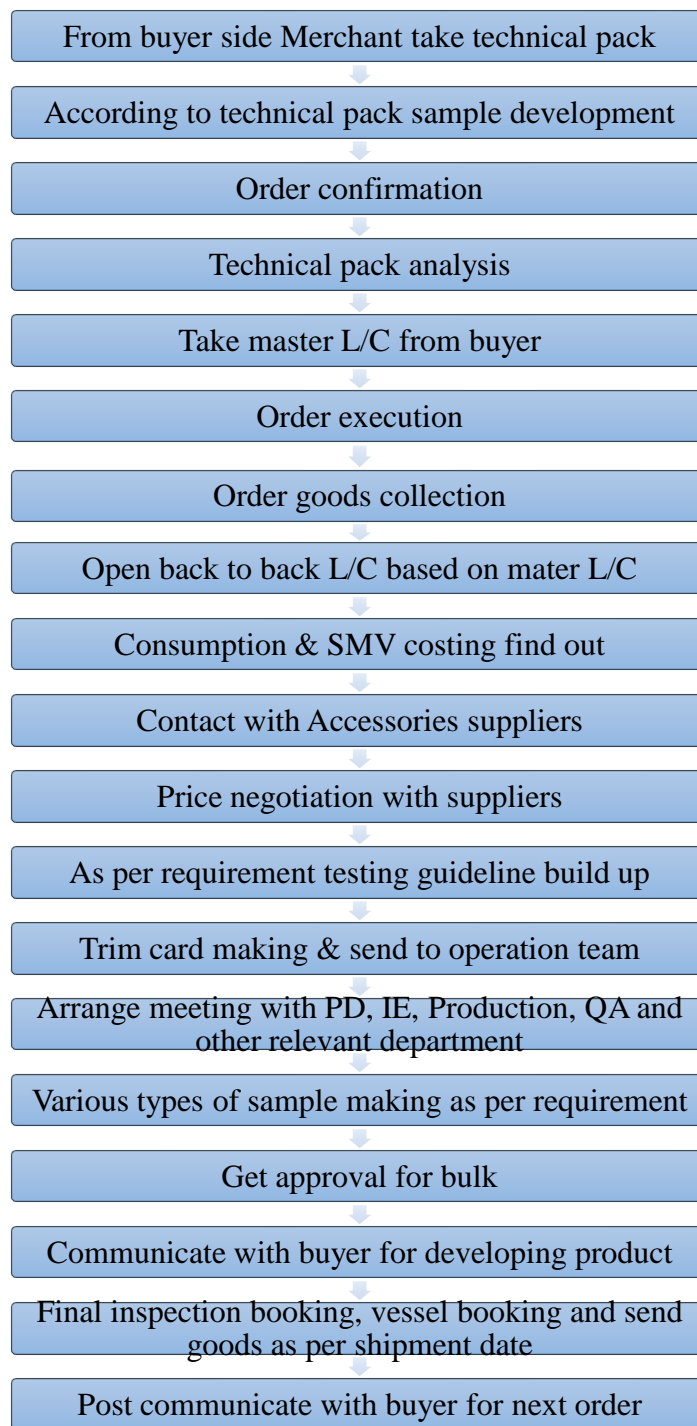 From buyer side Merchant take technical pack
According to technical pack sample development
Order confirmation
Technical pack analysis
Take master L/C from buyer
Order execution
Order goods collection
Open back to back L/C based on mater L/C
Consumption & SMV costing find out
Contact with Accessories suppliers
Price negotiation with suppliers
As per requirement testing guideline build up
Trim card making & send to operation team
Arrange meeting with PD, IE, Production, QA and
other relevant department
Various types of sample making as per requirement
Get approval for bulk
Communicate with buyer for developing product
Final inspection booking, vessel booking and send
goods as per shipment date
Post communicate with buyer for next order